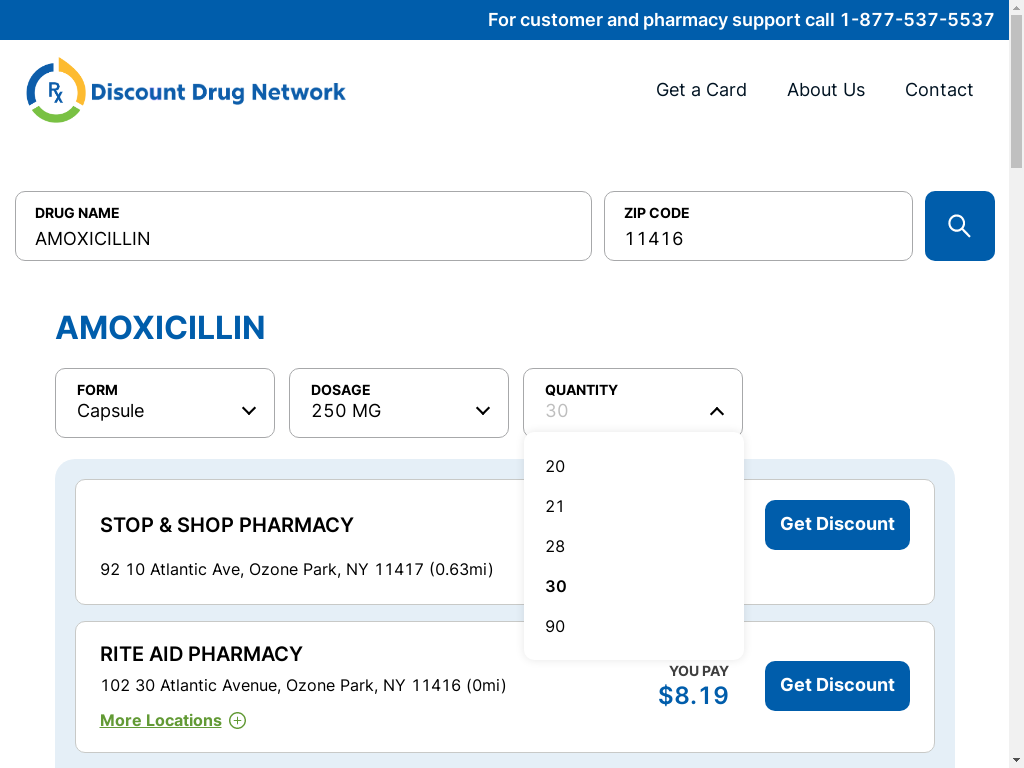 For customer and pharmacy support call 1-877-537-5537
Rx Discount Drug Network
Get a Card About Us Contact
DRUG NAME
AMOXICILLIN
ZIP CODE
11416
AMOXICILLIN
FORM
Capsule
DOSAGE
250 MG
QUANTITY
30
20
21
28
30
90
STOP & SHOP PHARMACY
92 10 Atlantic Ave, Ozone Park, NY 11417 (0.63mi)
Get Discount
RITE AID PHARMACY
102 30 Atlantic Avenue, Ozone Park, NY 11416 (0mi)
More Locations
YOU PAY
$8.19
Get Discount